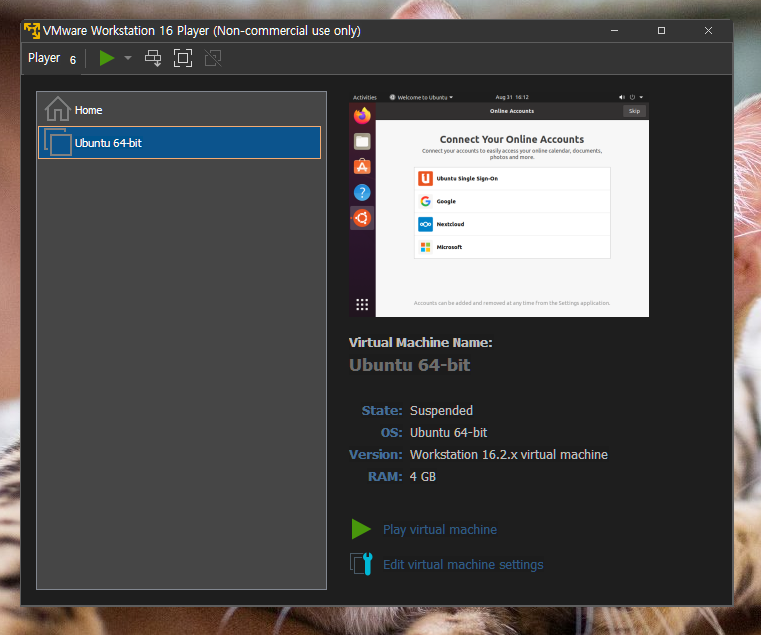 VMware Workstation 16 Player (Non-commercial use only)
Player 6
Home
Ubuntu 64-bit
Activities
Welcome to Ubuntu
Aug 31 16:12
Online Accounts
Skip
Connect Your Online Accounts
Connect your accounts to easily access your online calendar, documents,
photos and more.
Ubuntu Single Sign-On
Google
Nextcloud
Microsoft
Accounts can be added and removed at any time from the Settings application.
Virtual Machine Name:
Ubuntu 64-bit
State: Suspended
OS: Ubuntu 64-bit
Version: Workstation 16.2.x virtual machine
RAM: 4 GB
Play virtual machine
Edit virtual machine settings